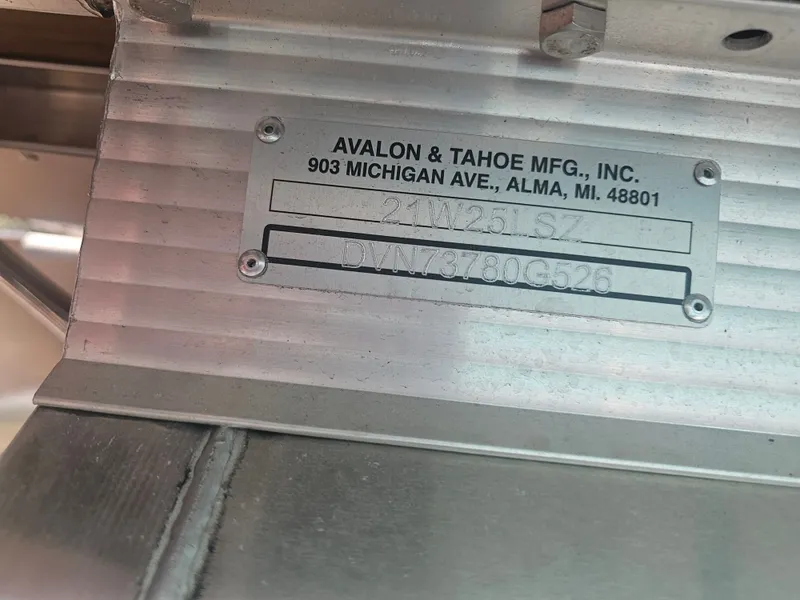 AVALON & TAHOE MFG., INC.
903 MICHIGAN AVE., ALMA, MI. 48801
21W25LSZ
DVN73780G526